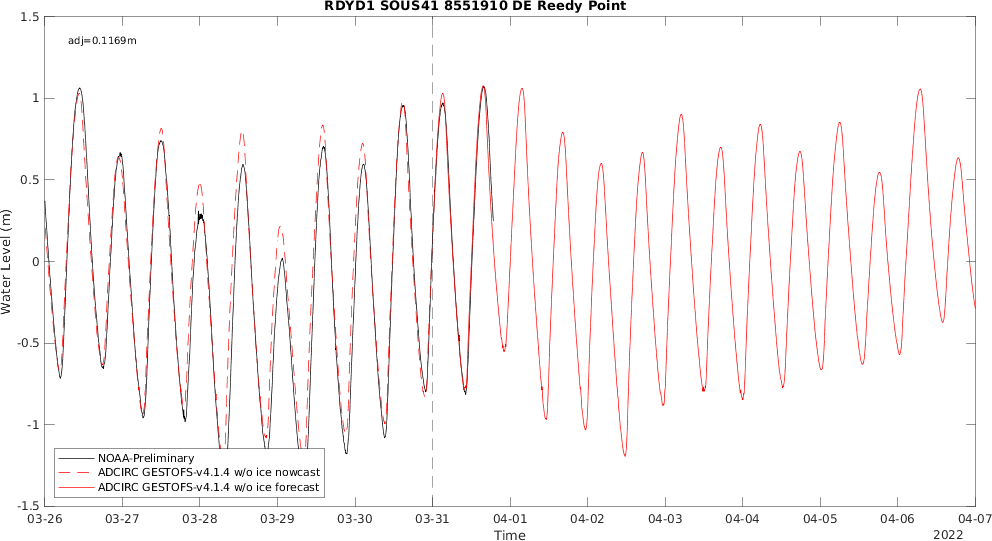 RDYD1 SOUS41 8551910 DE Reedy Point
adj=0.1169m
Water Level (m)
1.5
1
0.5
0
-0.5
-1
-1.5
NOAA-Preliminary
ADCIRC GESTOFS-v4.1.4 w/o ice nowcast
ADCIRC GESTOFS-v4.1.4 w/o ice forecast
03-26 03-27 03-28 03-29 03-30 03-31 04-01 04-02 04-03 04-04 04-05 04-06 04-07
Time
2022